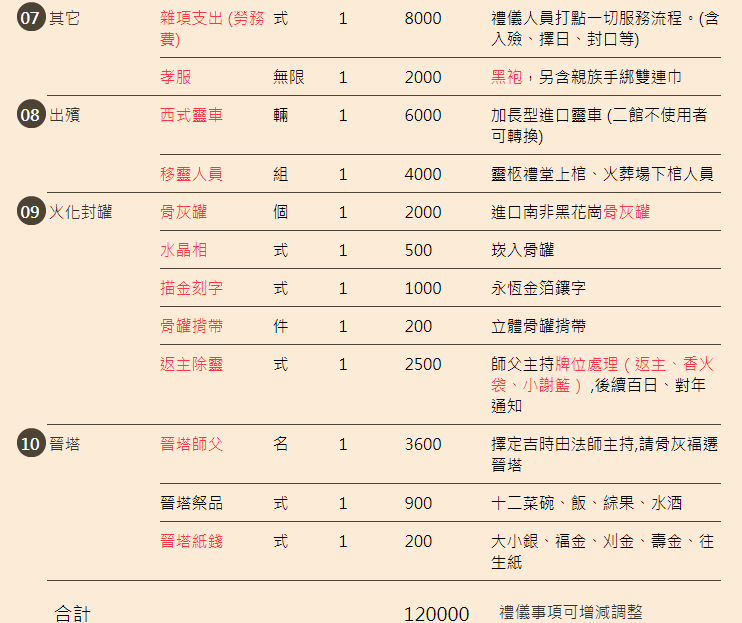 07 其它 雜項支出 (勞務 式 1 8000 禮儀人員打點一切服務流程。(含
費) 入殮、擇日、封口等)
孝服 無限 1 2000 黑袍，另含親族手綁雙連巾
08 出殯 西式靈車 輛 1 6000 加長型進口靈車 (二館不使用者
可轉換)
移靈人員 組 1 4000 靈柩禮堂上棺、火葬場下棺人員
09 火化封罐 骨灰罐 個 1 2000 進口南非黑花崗骨灰罐
水晶相 式 1 500 崁入骨罐
描金刻字 式 1 1000 永恆金箔鑲字
骨罐揹帶 件 1 200 立體骨罐揹帶
返主除靈 式 1 2500 師父主持牌位處理（返主、香火
袋、小謝籃）,後續百日、對年
通知
10 晉塔 晉塔師父 名 1 3600 擇定吉時由法師主持,請骨灰福遷
晉塔
晉塔祭品 式 1 900 十二菜碗、飯、綜果、水酒
晉塔紙錢 式 1 200 大小銀、福金、刈金、壽金、往
生紙
合計 120000 禮儀事項可增減調整